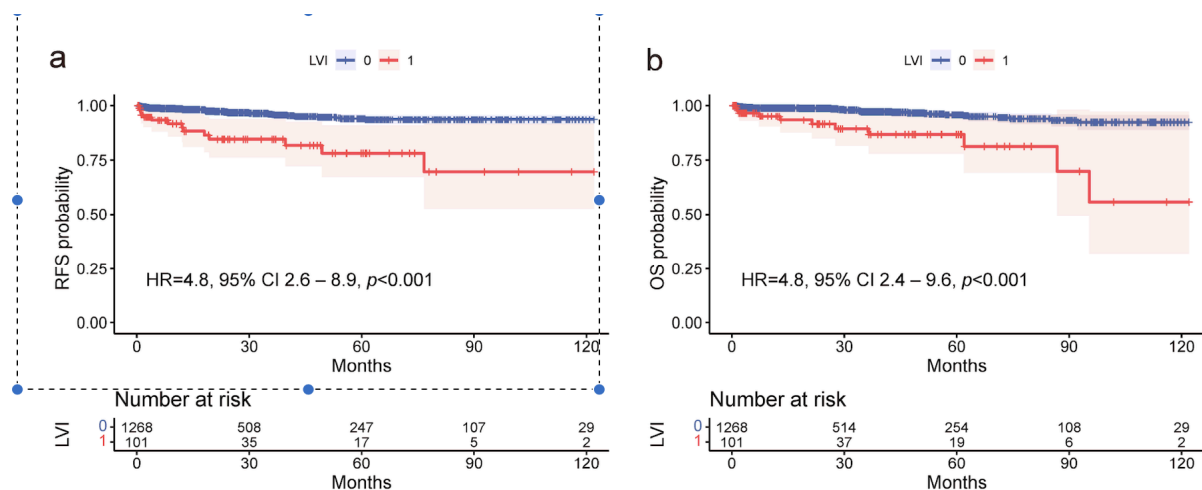 a
LVI 0 1
1.00
0.75
0.50
0.25
0.00
RFS probability
HR=4.8, 95% CI 2.6 – 8.9, p<0.001
0 30 60 90 120
Months
Number at risk
LVI
0 1268 508 247 107 29
1 101 35 17 5 2
0 30 60 90 120
Months
b
LVI 0 1
1.00
0.75
0.50
0.25
0.00
OS probability
HR=4.8, 95% CI 2.4 – 9.6, p<0.001
0 30 60 90 120
Months
Number at risk
LVI
0 1268 514 254 108 29
1 101 37 19 6 2
0 30 60 90 120
Months